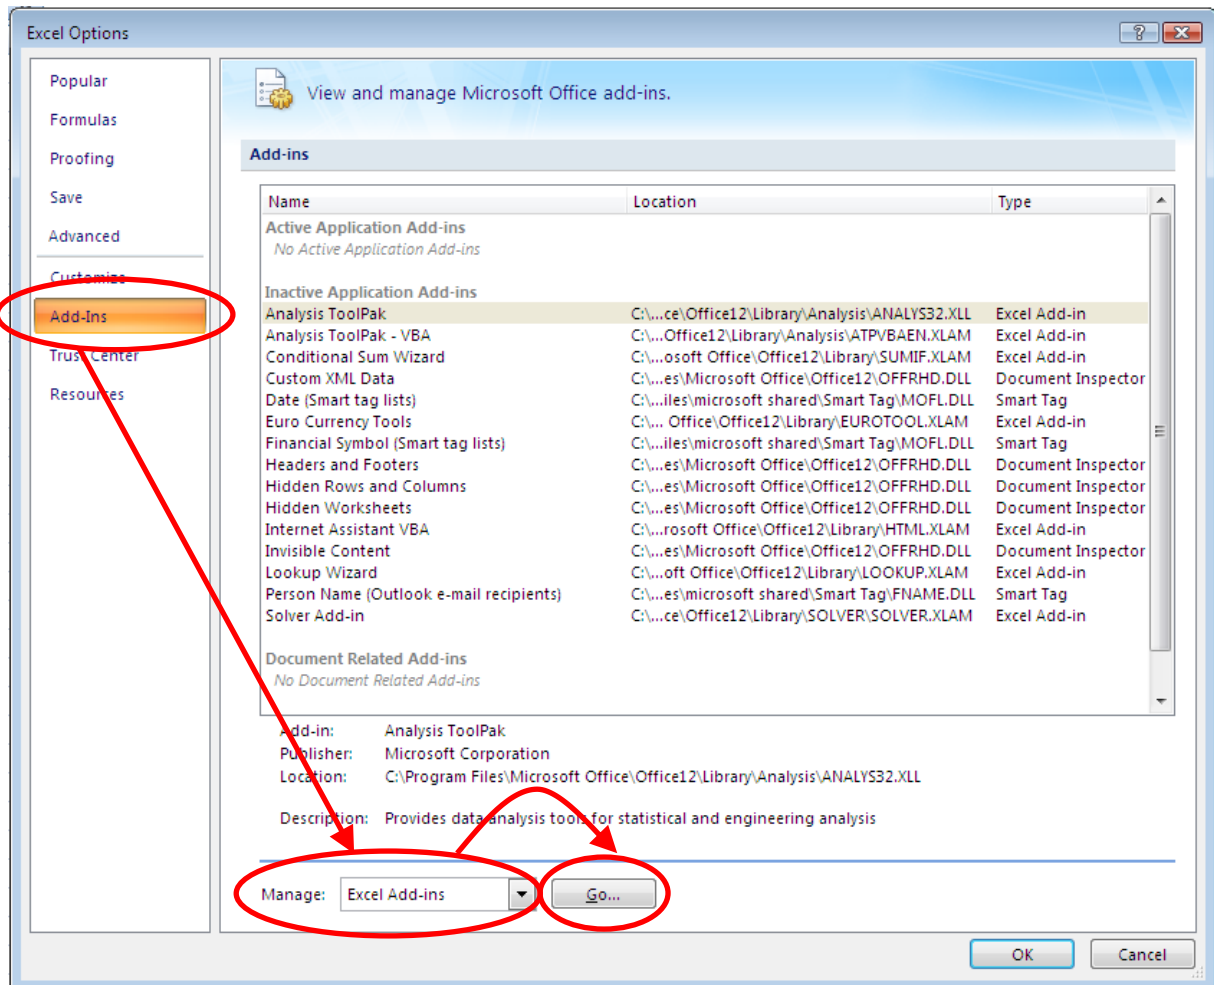 Excel Options
Popular
Formulas
Proofing
Save
Advanced
Customize
Add-Ins
Trust Center
Resources
View and manage Microsoft Office add-ins.
Add-ins
Name Location Type
Active Application Add-ins
No Active Application Add-ins
Inactive Application Add-ins
Analysis ToolPak C:\...ce\Office12\Library\Analysis\ANALYS32.XLL Excel Add-in
Analysis ToolPak - VBA C:\...Office12\Library\Analysis\ATPVBAEN.XLAM Excel Add-in
Conditional Sum Wizard C:\...osoft Office\Office12\Library\SUMIF.XLAM Excel Add-in
Custom XML Data C:\...es\Microsoft Office\Office12\OFFRHD.DLL Document Inspector
Date (Smart tag lists) C:\...iles\microsoft shared\Smart Tag\MOFL.DLL Smart Tag
Euro Currency Tools C:\... Office\Office12\Library\EUROTOOL.XLAM Excel Add-in
Financial Symbol (Smart tag lists) C:\...iles\microsoft shared\Smart Tag\MOFL.DLL Smart Tag
Headers and Footers C:\...es\Microsoft Office\Office12\OFFRHD.DLL Document Inspector
Hidden Rows and Columns C:\...es\Microsoft Office\Office12\OFFRHD.DLL Document Inspector
Hidden Worksheets C:\...es\Microsoft Office\Office12\OFFRHD.DLL Document Inspector
Internet Assistant VBA C:\...rosoft Office\Office12\Library\HTML.XLAM Excel Add-in
Invisible Content C:\...es\Microsoft Office\Office12\OFFRHD.DLL Document Inspector
Lookup Wizard C:\...oft Office\Office12\Library\LOOKUP.XLAM Excel Add-in
Person Name (Outlook e-mail recipients) C:\...es\microsoft shared\Smart Tag\FNAME.DLL Smart Tag
Solver Add-in C:\...ce\Office12\Library\SOLVER\SOLVER.XLAM Excel Add-in
Document Related Add-ins
No Document Related Add-ins
Add-in: Analysis ToolPak
Publisher: Microsoft Corporation
Location: C:\Program Files\Microsoft Office\Office12\Library\Analysis\ANALYS32.XLL
Description: Provides data analysis tools for statistical and engineering analysis
Manage: Excel Add-ins Go...
OK Cancel